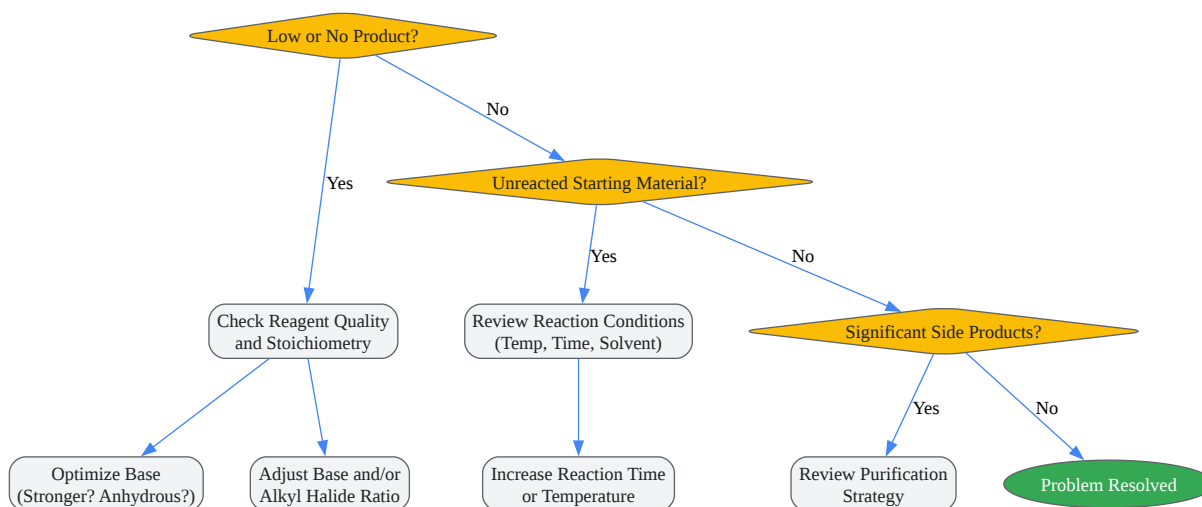 Low or No Product?
No
Yes
Unreacted Starting Material?
Yes
No
Check Reagent Quality
and Stoichiometry
Review Reaction Conditions
(Temp, Time, Solvent)
Significant Side Products?
Yes
No
Optimize Base
(Stronger? Anhydrous?)
Adjust Base and/or
Alkyl Halide Ratio
Increase Reaction Time
or Temperature
Review Purification
Strategy
Problem Resolved